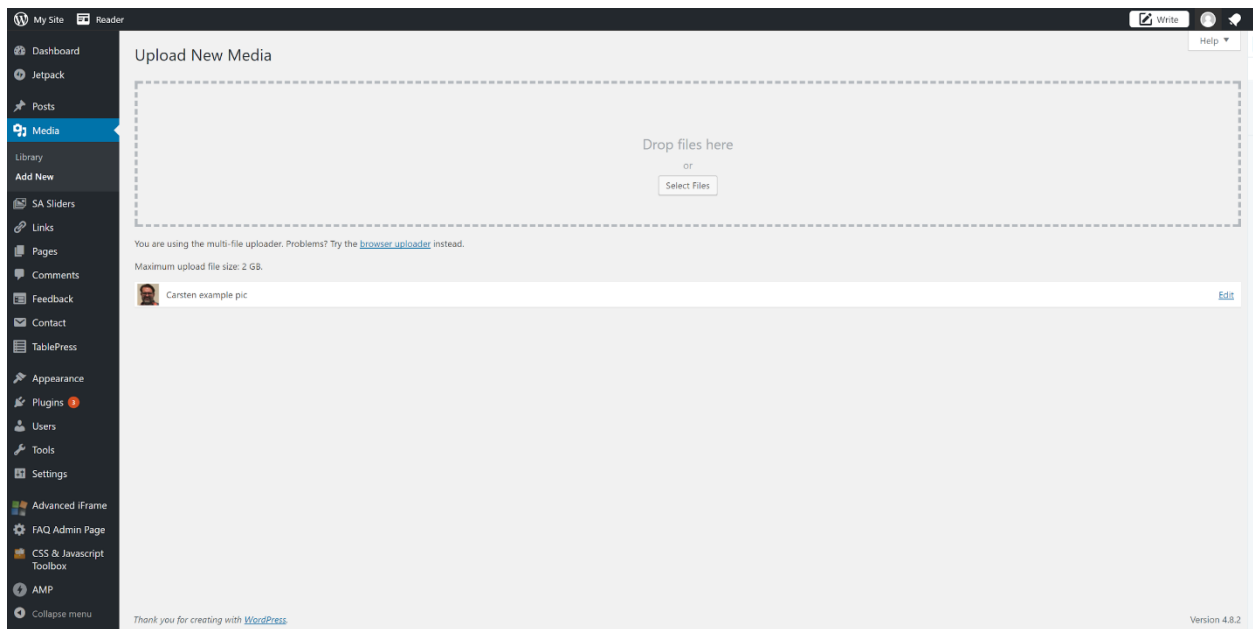 My Site Reader Write
Help ▼
Dashboard
Jetpack
Posts
Media
Library
Add New
SA Sliders
Links
Pages
Comments
Feedback
Contact
TablePress
Appearance
Plugins 3
Users
Tools
Settings
Advanced iFrame
FAQ Admin Page
CSS & Javascript
Toolbox
AMP
Collapse menu
Upload New Media
Drop files here
or
Select Files
You are using the multi-file uploader. Problems? Try the browser uploader instead.
Maximum upload file size: 2 GB.
Carsten example pic Edit
Thank you for creating with WordPress. Version 4.8.2